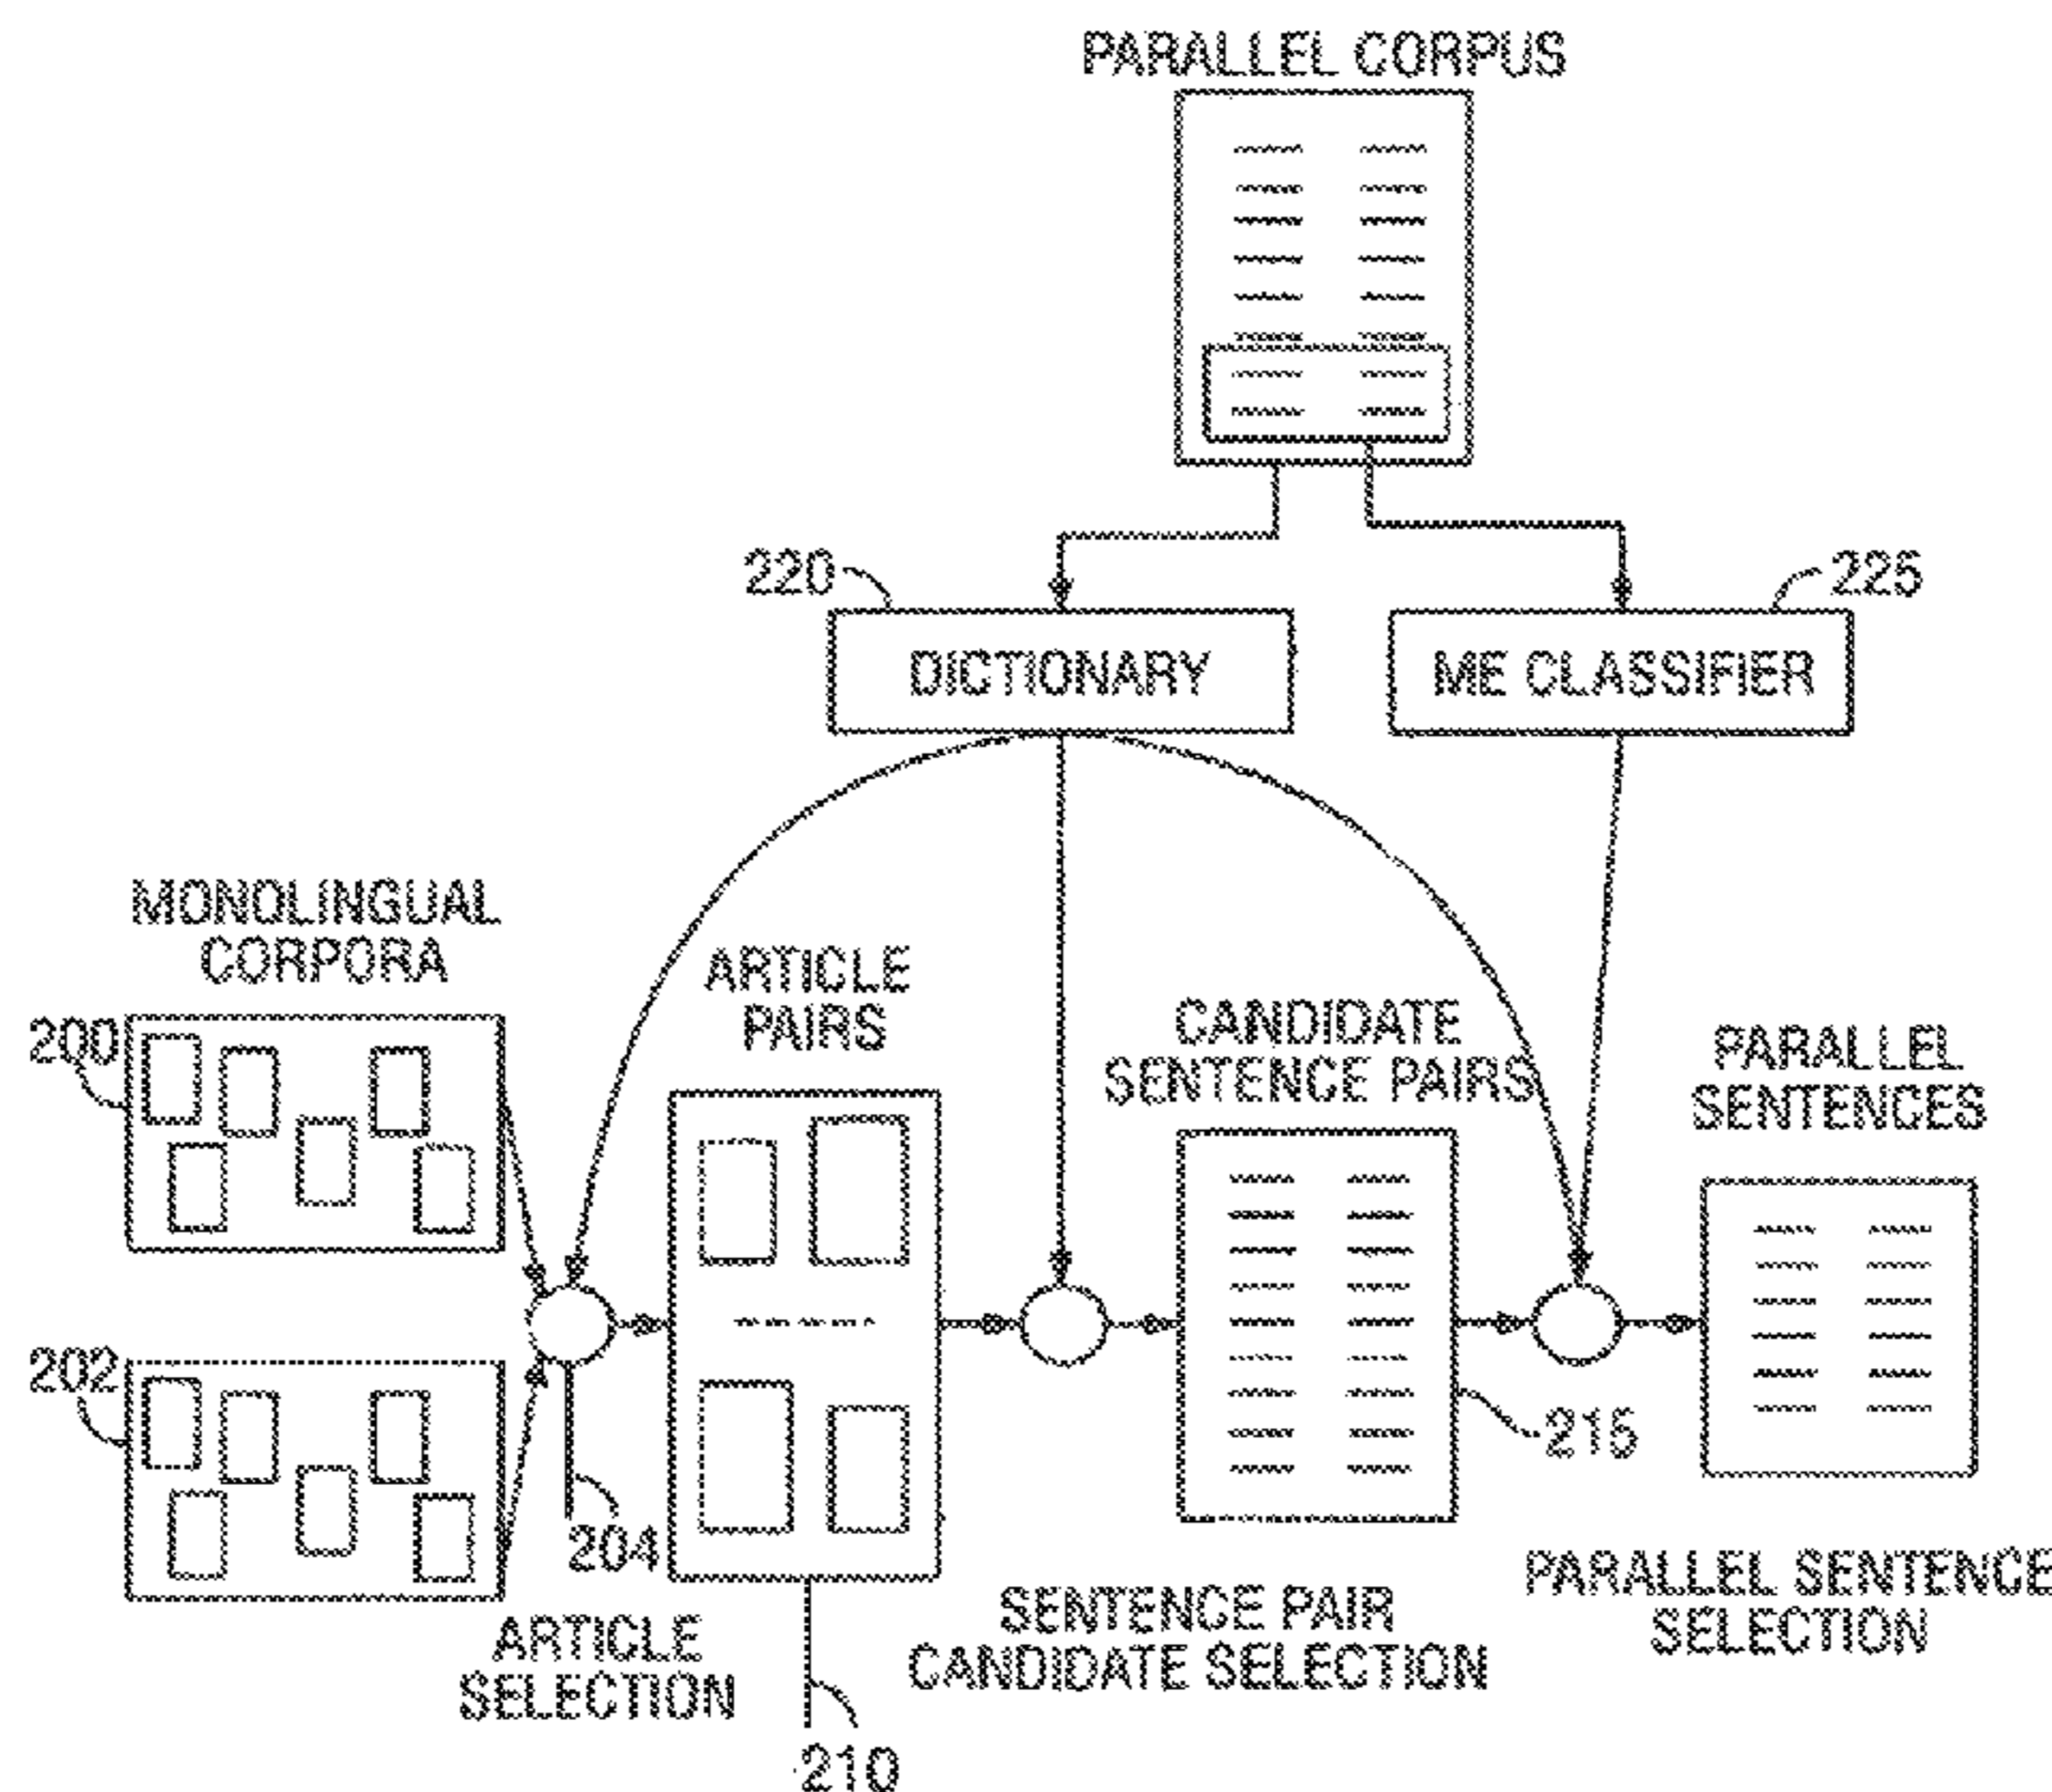 PARALLEL CORPUS
220
225
DICTIONARY
ME CLASSIFIER
MONOLINGUAL
CORPORA
ARTICLE
PAIRS
CANDIDATE
SENTENCE PAIRS
PARALLEL
SENTENCES
200
202
204
215
ARTICLE
SELECTION
SENTENCE PAIR
CANDIDATE SELECTION
PARALLEL SENTENCE
SELECTION
210